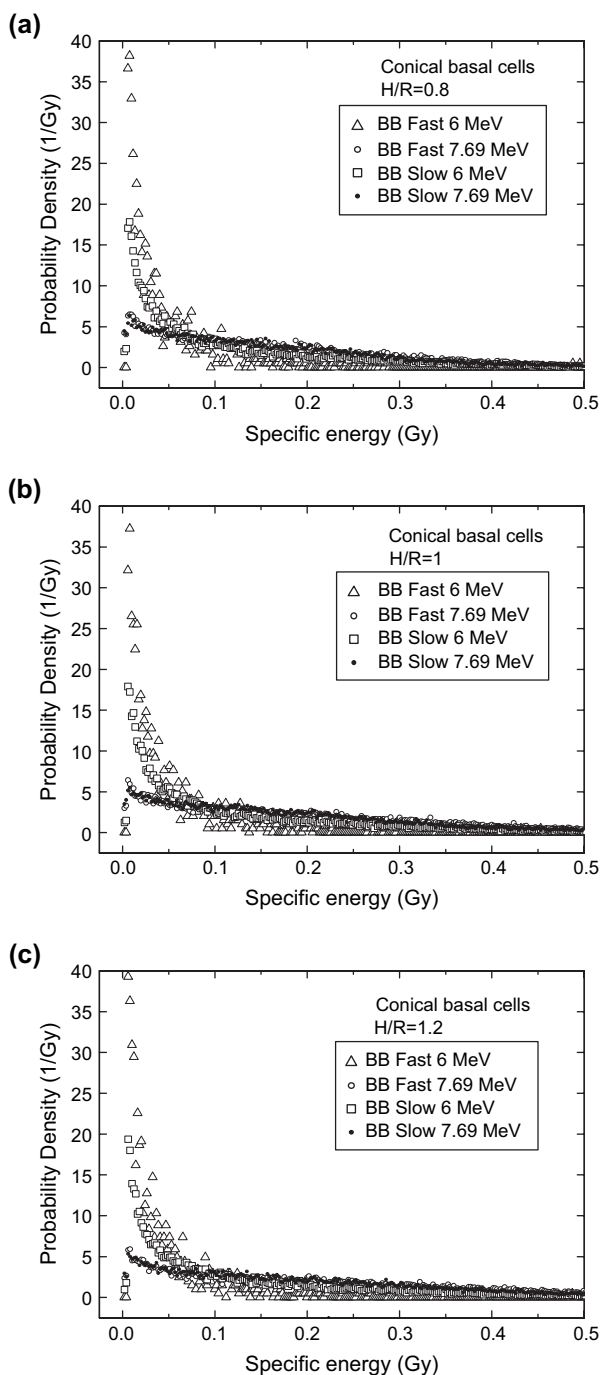 (a)
40
35
30
25
20
15
10
5
0
Probability Density (1/Gy)
Conical basal cells
H/R=0.8
BB Fast 6 MeV
BB Fast 7.69 MeV
BB Slow 6 MeV
BB Slow 7.69 MeV
0.0 0.1 0.2 0.3 0.4 0.5
Specific energy (Gy)
(b)
40
35
30
25
20
15
10
5
0
Probability Density (1/Gy)
Conical basal cells
H/R=1
BB Fast 6 MeV
BB Fast 7.69 MeV
BB Slow 6 MeV
BB Slow 7.69 MeV
0.0 0.1 0.2 0.3 0.4 0.5
Specific energy (Gy)
(c)
40
35
30
25
20
15
10
5
0
Probability Density (1/Gy)
Conical basal cells
H/R=1.2
BB Fast 6 MeV
BB Fast 7.69 MeV
BB Slow 6 MeV
BB Slow 7.69 MeV
0.0 0.1 0.2 0.3 0.4 0.5
Specific energy (Gy)